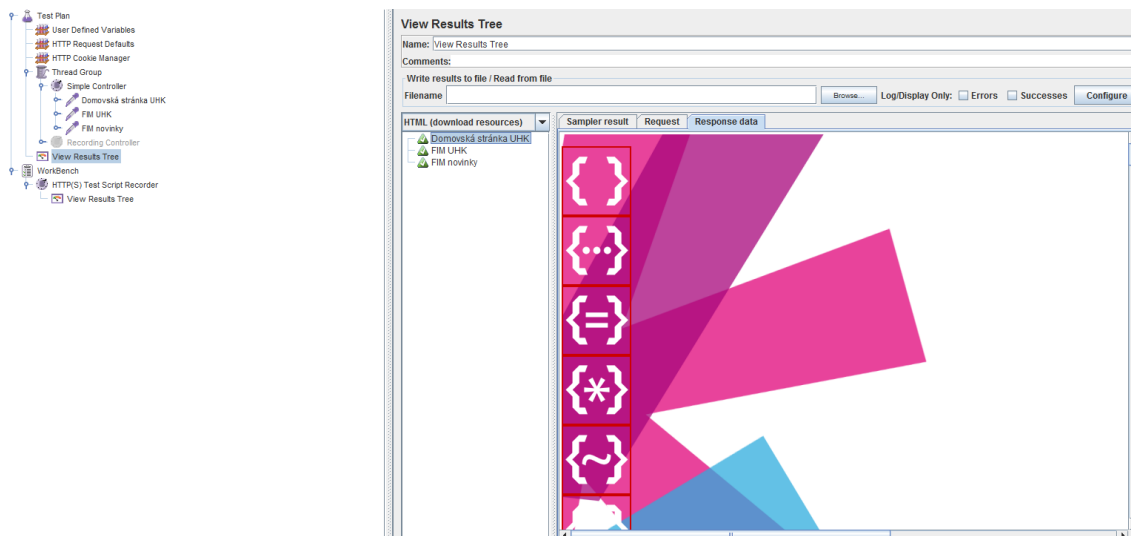 Test Plan
User Defined Variables
HTTP Request Defaults
HTTP Cookie Manager
Thread Group
Simple Controller
Domovská stránka UHK
FIM UHK
FIM novinky
Recording Controller
View Results Tree
WorkBench
HTTP(S) Test Script Recorder
View Results Tree
View Results Tree
Name: View Results Tree
Comments:
Write results to file / Read from file
Filename Browse... Log/Display Only: Errors Successes Configure
HTML (download resources) Sampler result Request Response data
Domovská stránka UHK
FIM UHK
FIM novinky
{ }
{...}
{=}
{*}
{~}